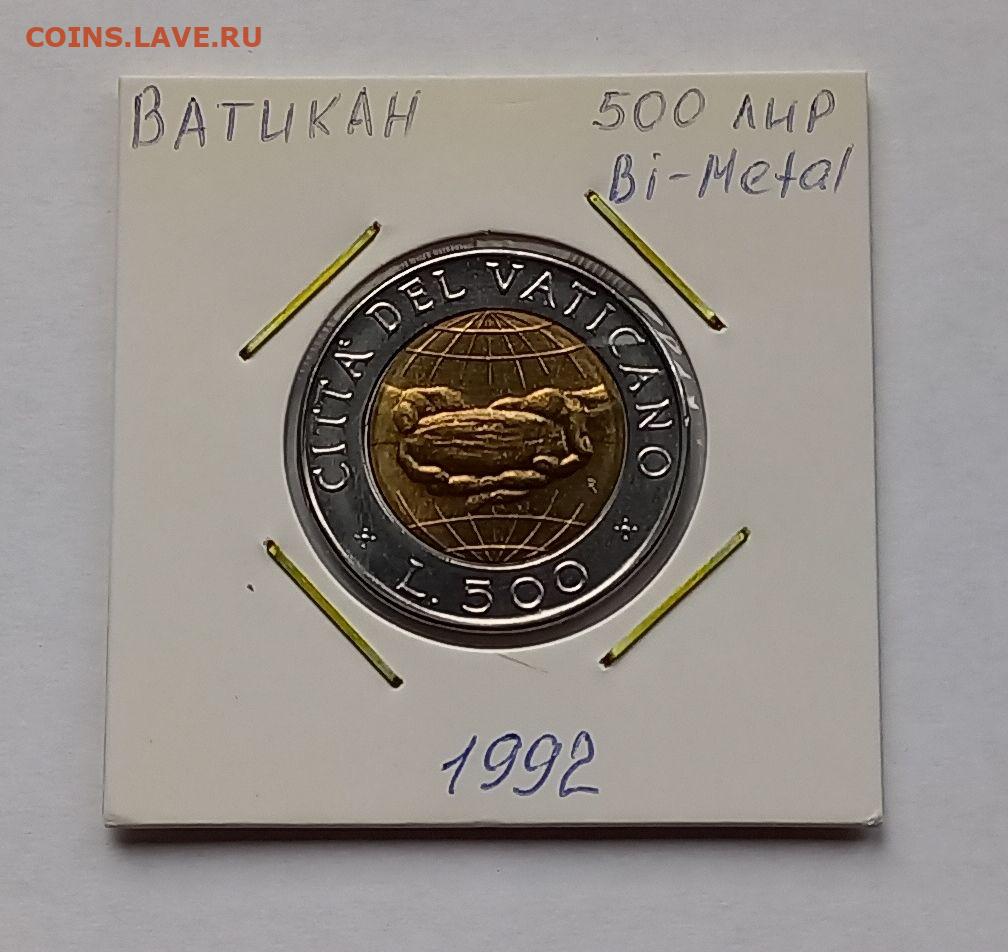 COINS.LAVE.RU
ВАТИКАН
500 лир
Bi-Metal
CITTA' DEL VATICANO
L. 500
1992